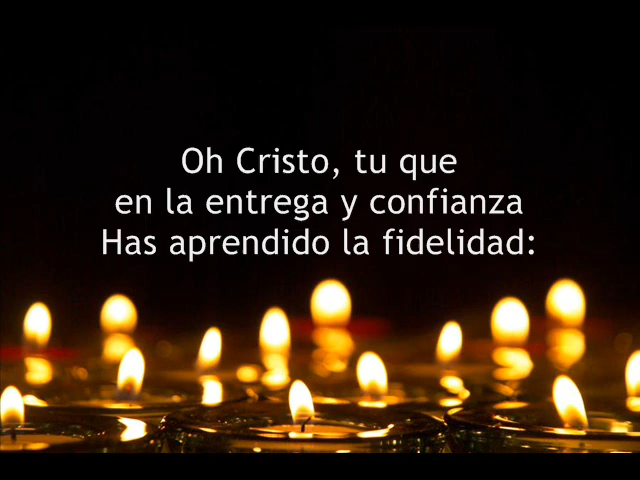 Oh Cristo, tu que
en la entrega y confianza
Has aprendido la fidelidad: